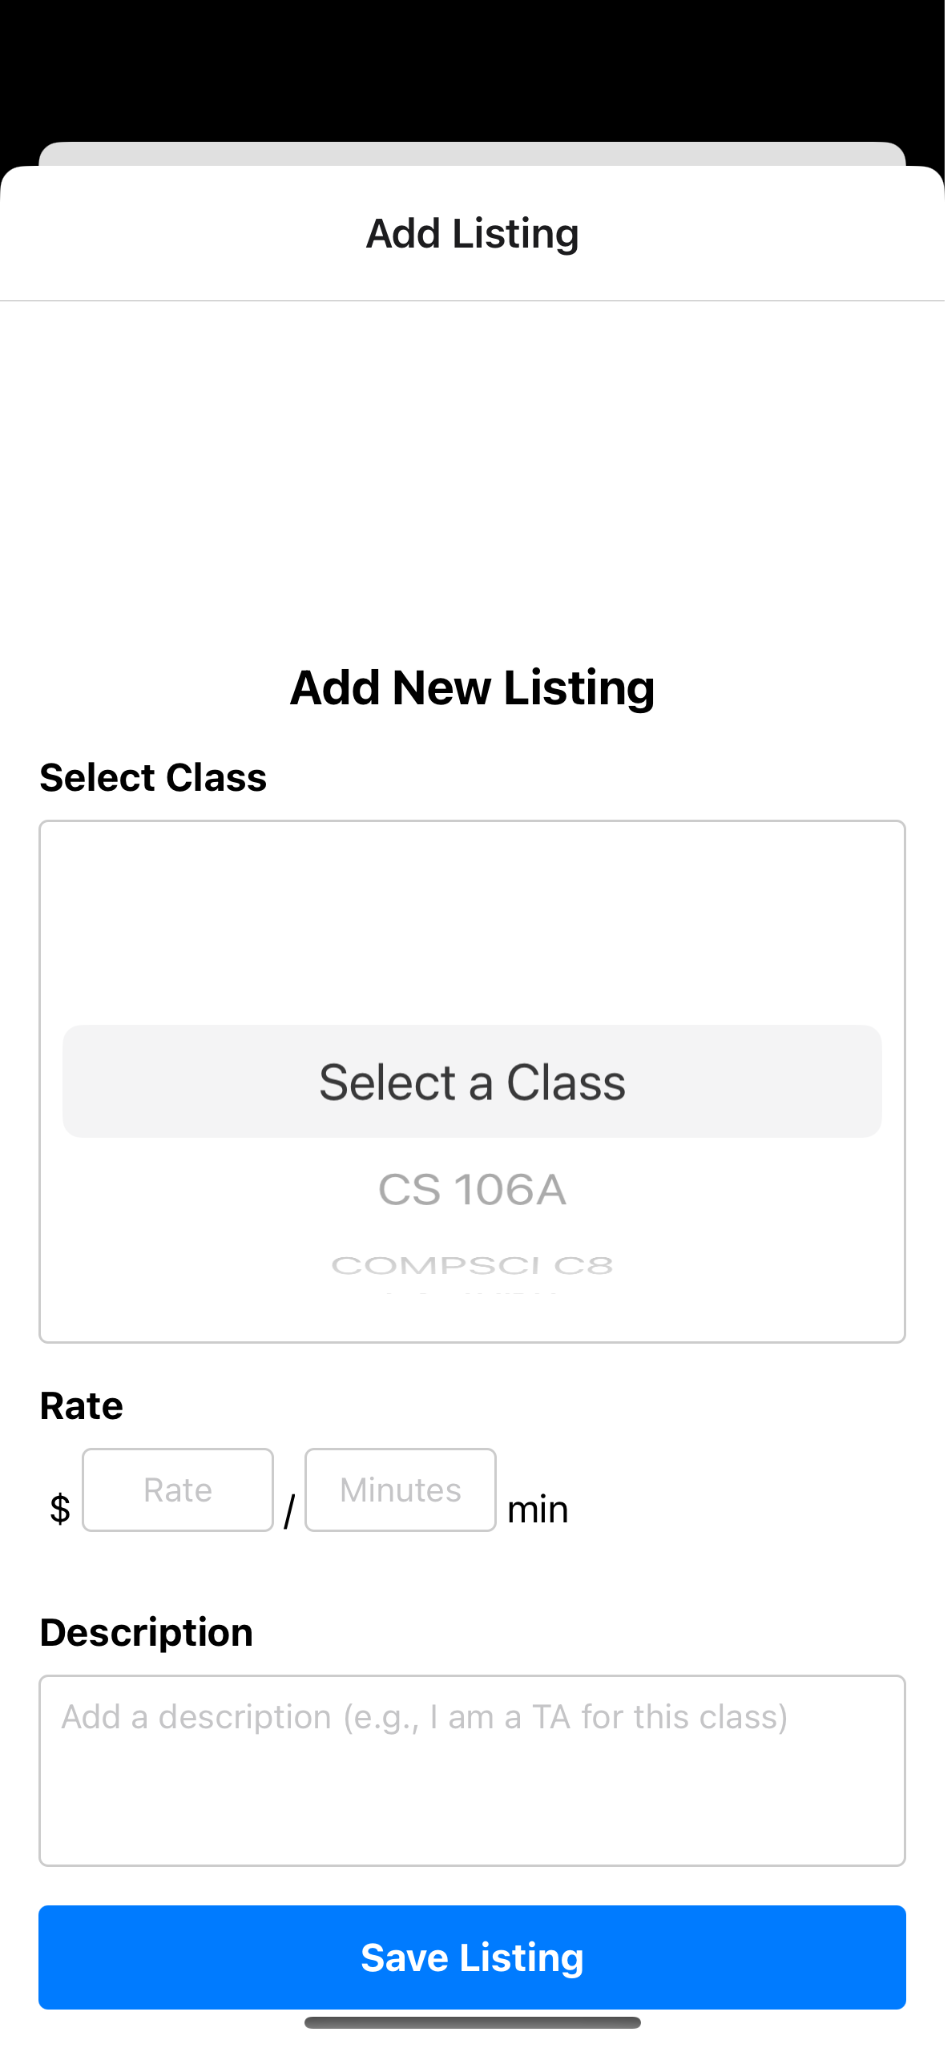 Add Listing
Add New Listing
Select Class
Select a Class
CS 106A
COMPSCI C8
Rate
$ Rate / Minutes min
Description
Add a description (e.g., I am a TA for this class)
Save Listing